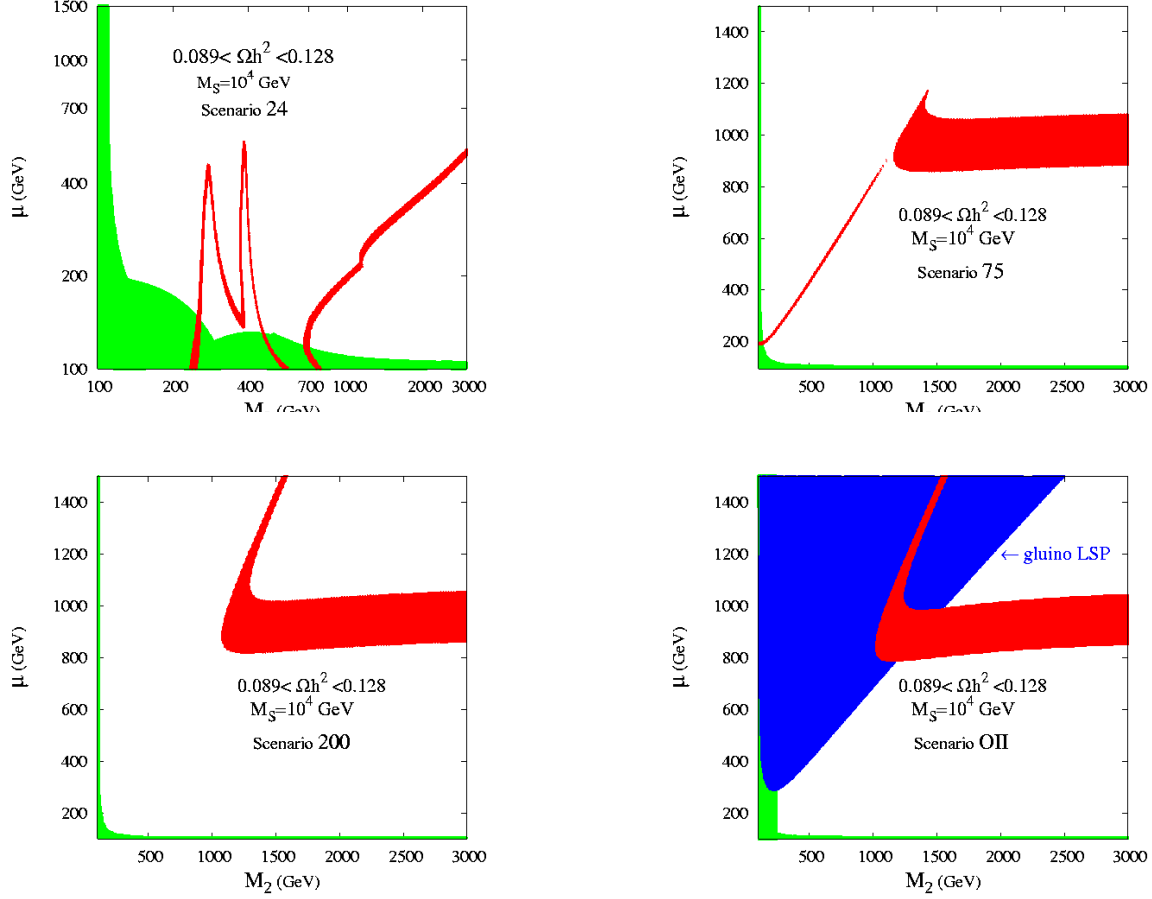 1500
1000
700
400
200
100
μ (GeV)
0.089< Ωh² <0.128
M_S=10⁴ GeV
Scenario 24
100 200 400 700 1000 2000 3000
(GeV)
1400
1200
1000
800
600
400
200
μ (GeV)
0.089< Ωh² <0.128
M_S=10⁴ GeV
Scenario 75
500 1000 1500 2000 2500 3000
(GeV)
1400
1200
1000
800
600
400
200
μ (GeV)
0.089< Ωh² <0.128
M_S=10⁴ GeV
Scenario 200
500 1000 1500 2000 2500 3000
M₂ (GeV)
1400
1200
1000
800
600
400
200
μ (GeV)
← gluino LSP
0.089< Ωh² <0.128
M_S=10⁴ GeV
Scenario OII
500 1000 1500 2000 2500 3000
M₂ (GeV)